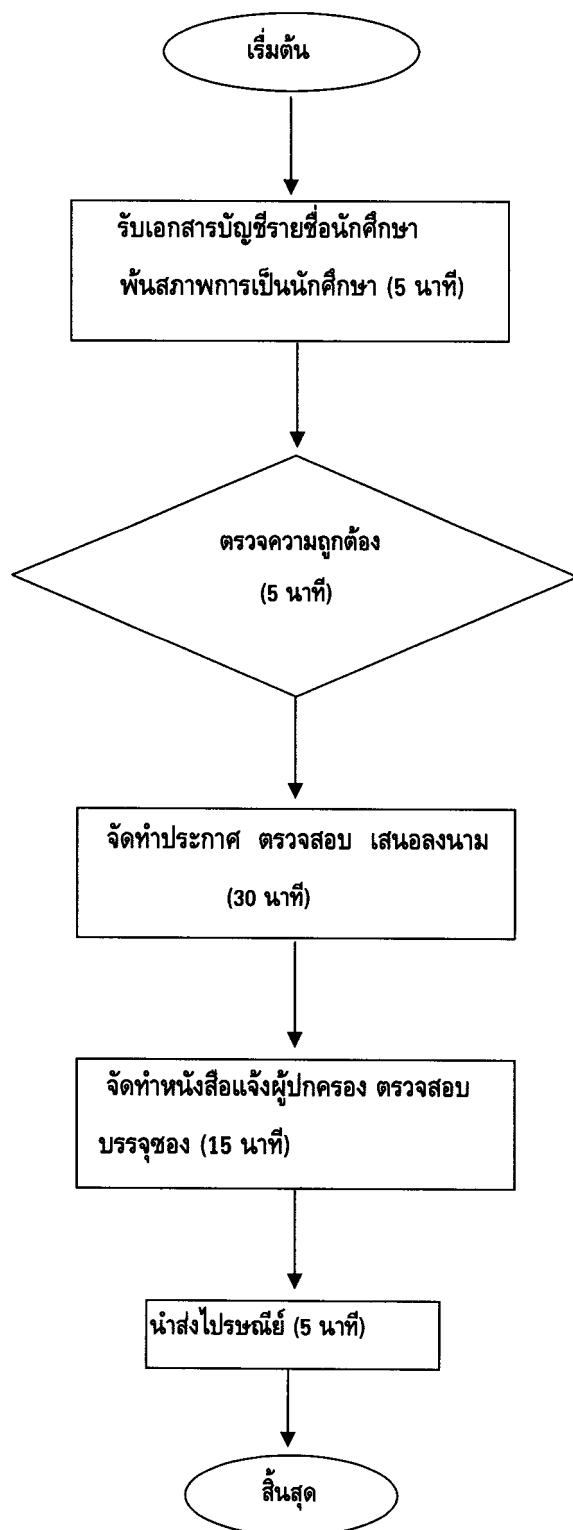 เริ่มต้น
รับเอกสารบัญชีรายชื่อนักศึกษา
พ้นสภาพการเป็นนักศึกษา (5 นาที)
ตรวจความถูกต้อง
(5 นาที)
จัดทำประกาศ ตรวจสอบ เสนอลงนาม
(30 นาที)
จัดทำหนังสือแจ้งผู้ปกครอง ตรวจสอบ
บรรจุซอง (15 นาที)
นำส่งไปรษณีย์ (5 นาที)
สิ้นสุด